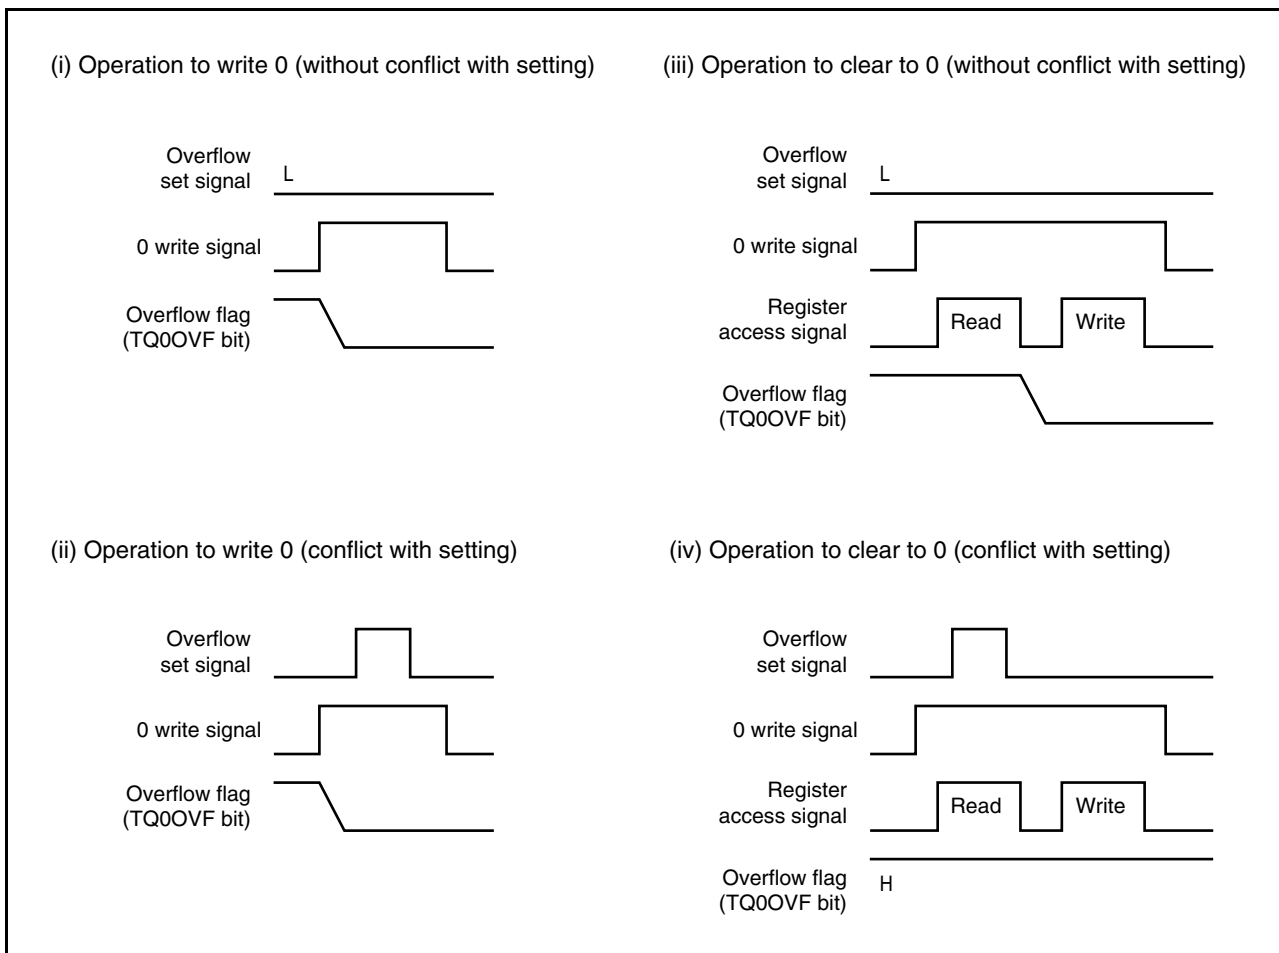 (i) Operation to write 0 (without conflict with setting)
Overflow
set signal
L
0 write signal
Overflow flag
(TQ0OVF bit)
(iii) Operation to clear to 0 (without conflict with setting)
Overflow
set signal
L
0 write signal
Register
access signal
Read
Write
Overflow flag
(TQ0OVF bit)
(ii) Operation to write 0 (conflict with setting)
Overflow
set signal
0 write signal
Overflow flag
(TQ0OVF bit)
(iv) Operation to clear to 0 (conflict with setting)
Overflow
set signal
0 write signal
Register
access signal
Read
Write
Overflow flag
(TQ0OVF bit)
H